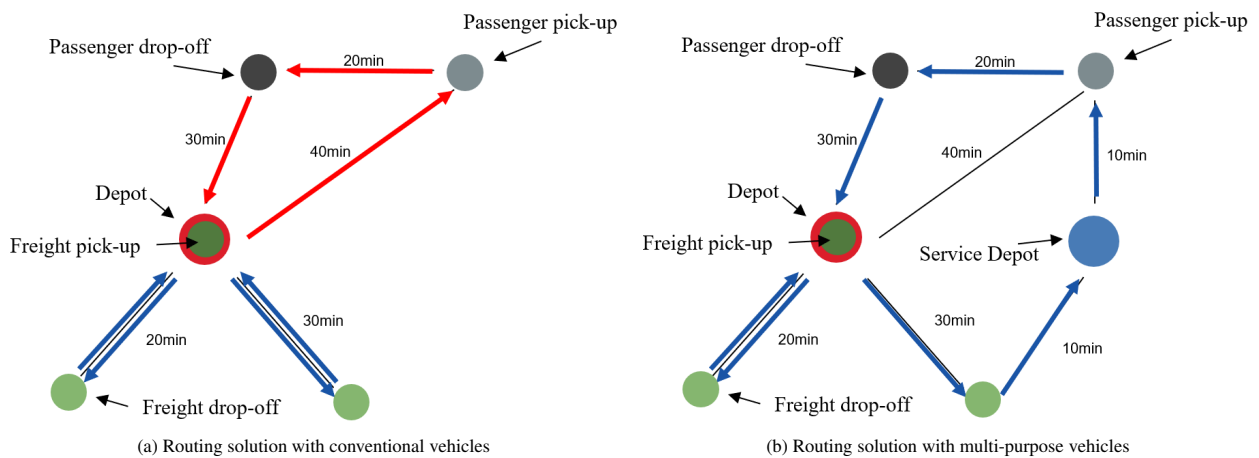 Passenger pick-up
Passenger drop-off
20min
30min
40min
Depot
Freight pick-up
30min
20min
Freight drop-off
(a) Routing solution with conventional vehicles
Passenger pick-up
Passenger drop-off
20min
30min
40min
10min
Depot
Freight pick-up
Service Depot
30min
20min
10min
Freight drop-off
(b) Routing solution with multi-purpose vehicles